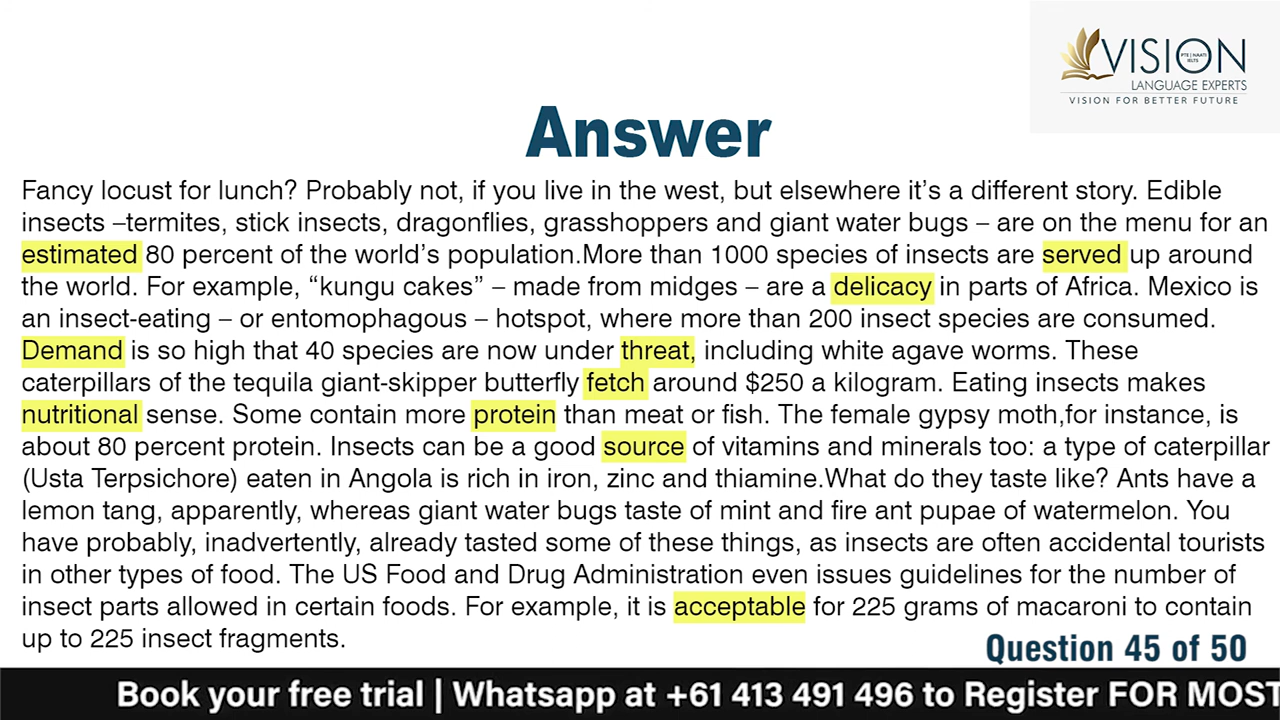 VISION
PTE | NAATI
IELTS
LANGUAGE EXPERTS
VISION FOR BETTER FUTURE
Answer
Fancy locust for lunch? Probably not, if you live in the west, but elsewhere it’s a different story. Edible
insects –termites, stick insects, dragonflies, grasshoppers and giant water bugs – are on the menu for an
estimated 80 percent of the world’s population.More than 1000 species of insects are served up around
the world. For example, “kungu cakes” – made from midges – are a delicacy in parts of Africa. Mexico is
an insect-eating – or entomophagous – hotspot, where more than 200 insect species are consumed.
Demand is so high that 40 species are now under threat, including white agave worms. These
caterpillars of the tequila giant-skipper butterfly fetch around $250 a kilogram. Eating insects makes
nutritional sense. Some contain more protein than meat or fish. The female gypsy moth,for instance, is
about 80 percent protein. Insects can be a good source of vitamins and minerals too: a type of caterpillar
(Usta Terpsichore) eaten in Angola is rich in iron, zinc and thiamine.What do they taste like? Ants have a
lemon tang, apparently, whereas giant water bugs taste of mint and fire ant pupae of watermelon. You
have probably, inadvertently, already tasted some of these things, as insects are often accidental tourists
in other types of food. The US Food and Drug Administration even issues guidelines for the number of
insect parts allowed in certain foods. For example, it is acceptable for 225 grams of macaroni to contain
up to 225 insect fragments.
Question 45 of 50
Book your free trial | Whatsapp at +61 413 491 496 to Register FOR MOST